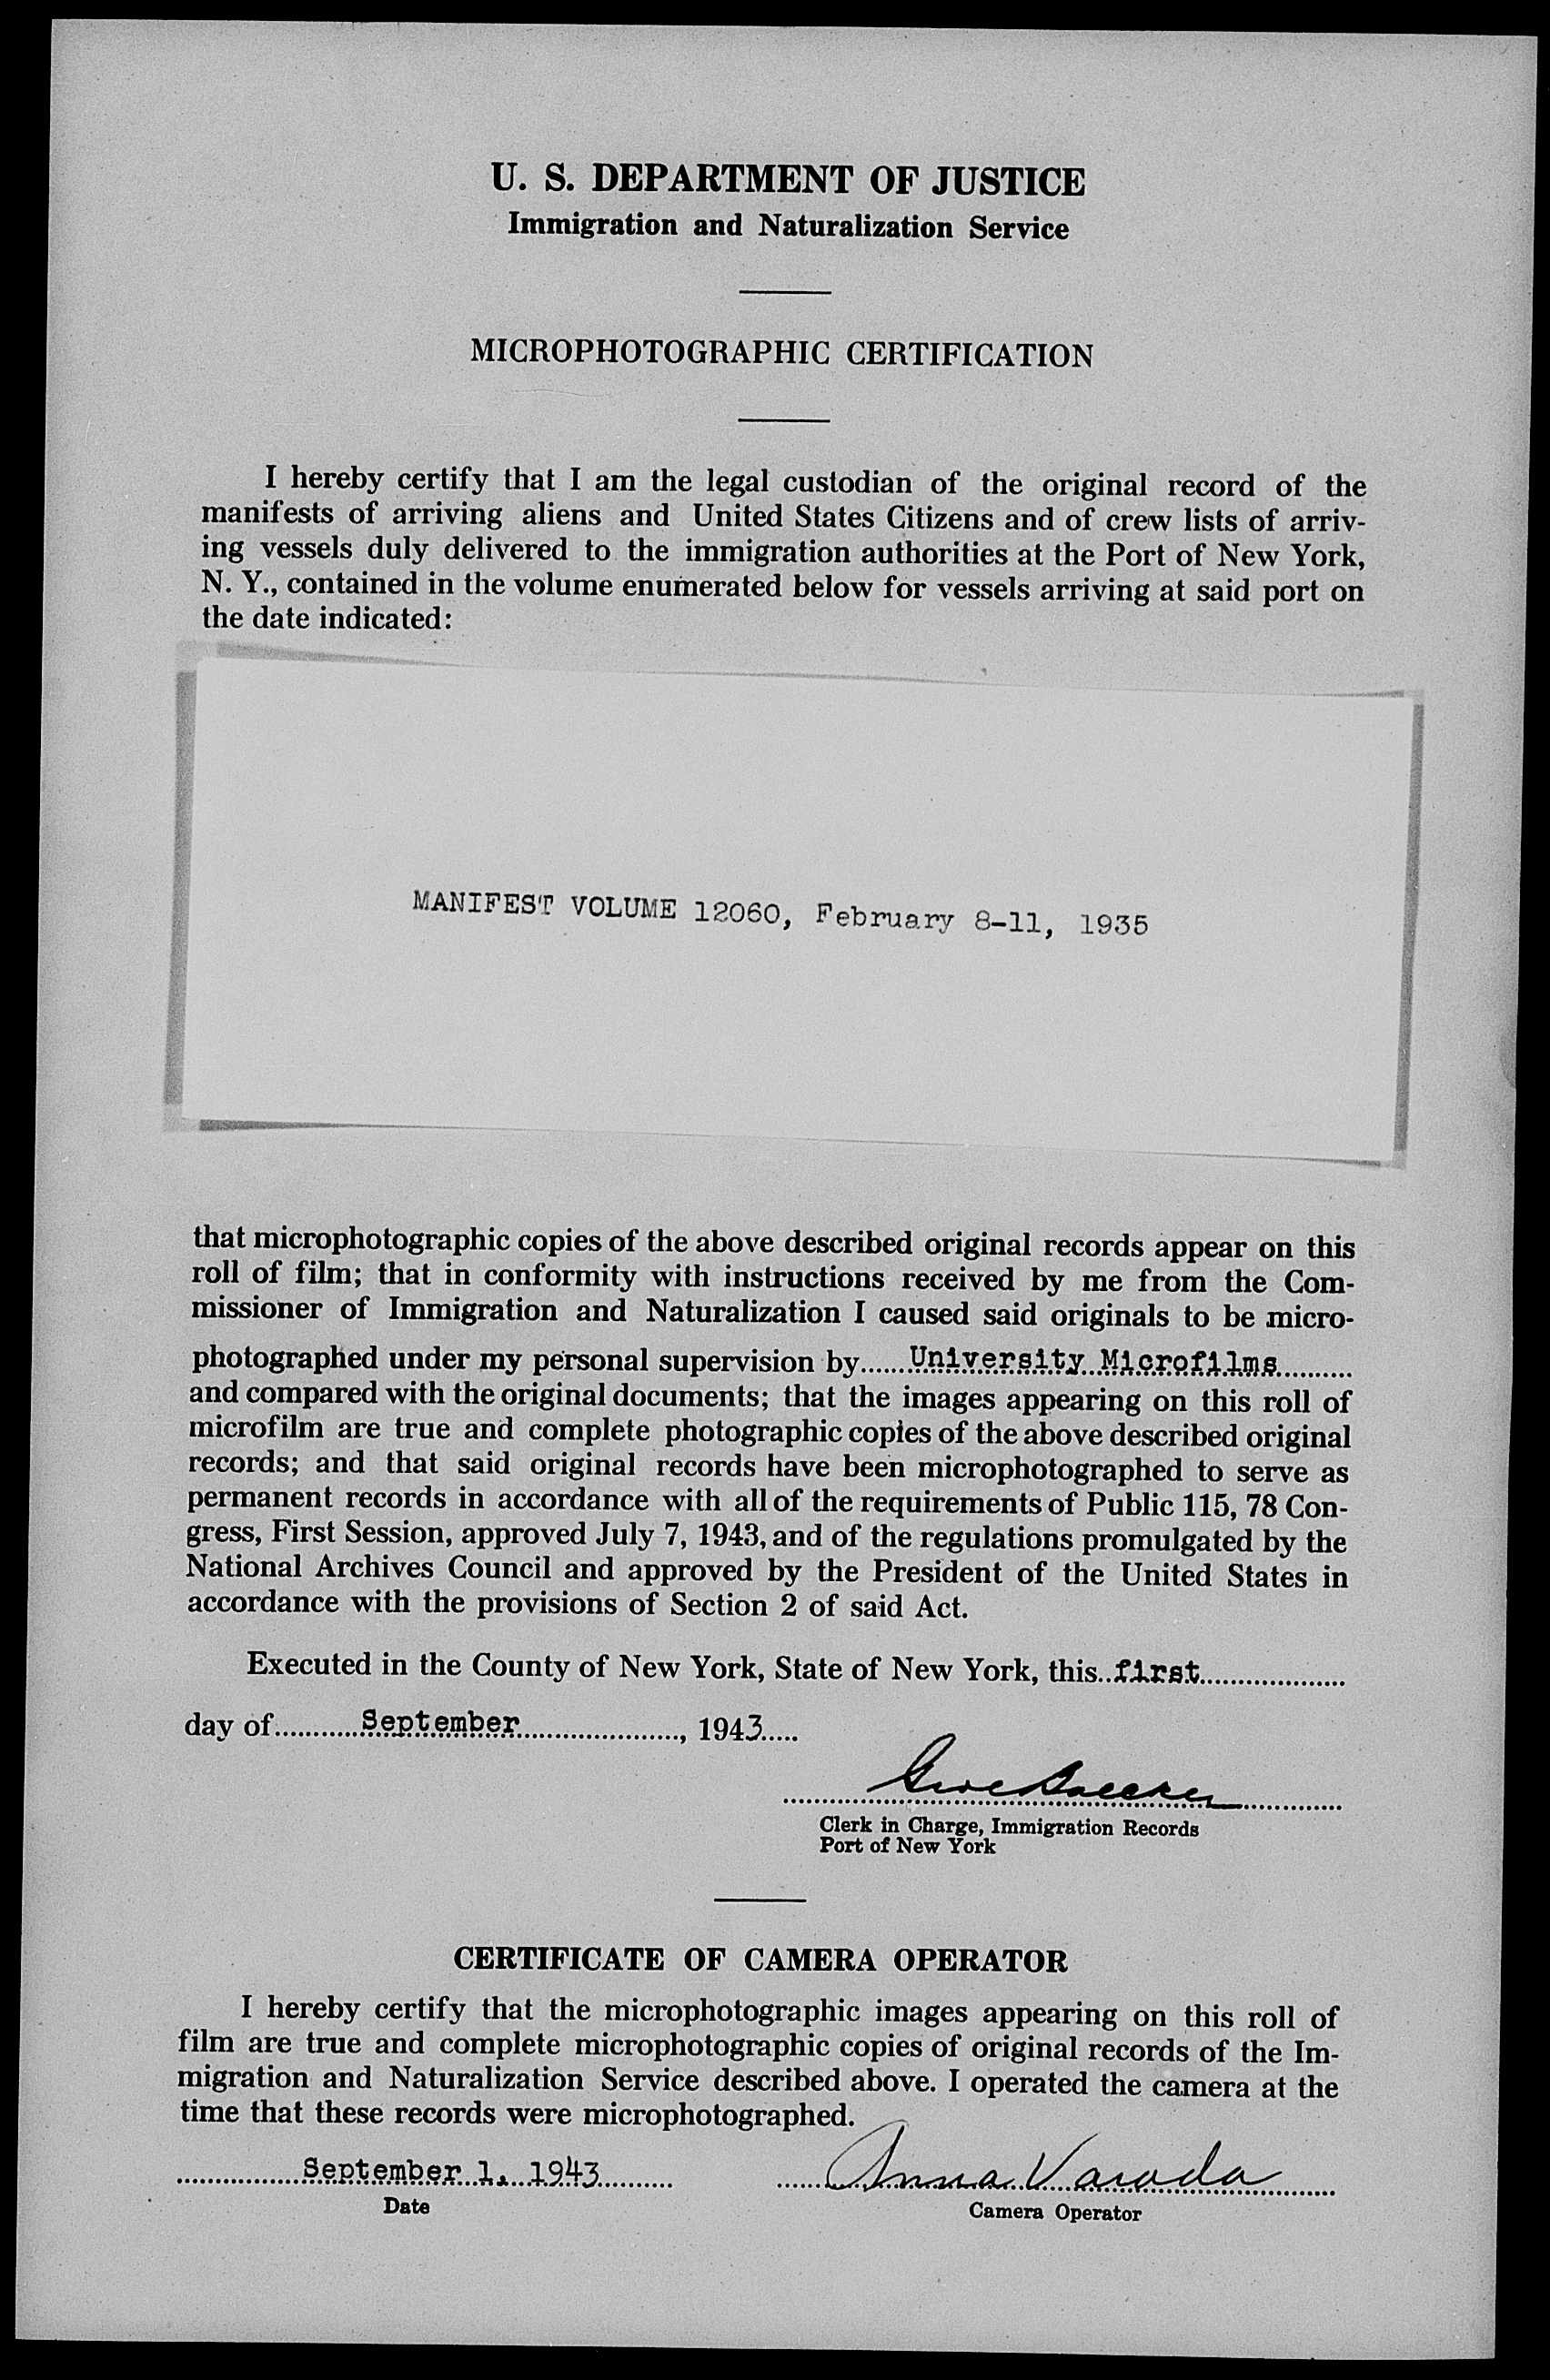 U. S. DEPARTMENT OF JUSTICE
Immigration and Naturalization Service
MICROPHOTOGRAPHIC CERTIFICATION
I hereby certify that I am the legal custodian of the original record of the
manifests of arriving aliens and United States Citizens and of crew lists of arriv-
ing vessels duly delivered to the immigration authorities at the Port of New York,
N. Y., contained in the volume enumerated below for vessels arriving at said port on
the date indicated:
MANIFEST VOLUME 12060, February 8-11, 1935
that microphotographic copies of the above described original records appear on this
roll of film; that in conformity with instructions received by me from the Com-
missioner of Immigration and Naturalization I caused said originals to be micro-
photographed under my personal supervision by......University Microfilms..........
and compared with the original documents; that the images appearing on this roll of
microfilm are true and complete photographic copies of the above described original
records; and that said original records have been microphotographed to serve as
permanent records in accordance with all of the requirements of Public 115, 78 Con-
gress, First Session, approved July 7, 1943, and of the regulations promulgated by the
National Archives Council and approved by the President of the United States in
accordance with the provisions of Section 2 of said Act.
Executed in the County of New York, State of New York, this..first....................
day of...........September......................, 1943.....
Clerk in Charge, Immigration Records
Port of New York
CERTIFICATE OF CAMERA OPERATOR
I hereby certify that the microphotographic images appearing on this roll of
film are true and complete microphotographic copies of original records of the Im-
migration and Naturalization Service described above. I operated the camera at the
time that these records were microphotographed.
September 1, 1943 Anna Varada
Date
Camera Operator